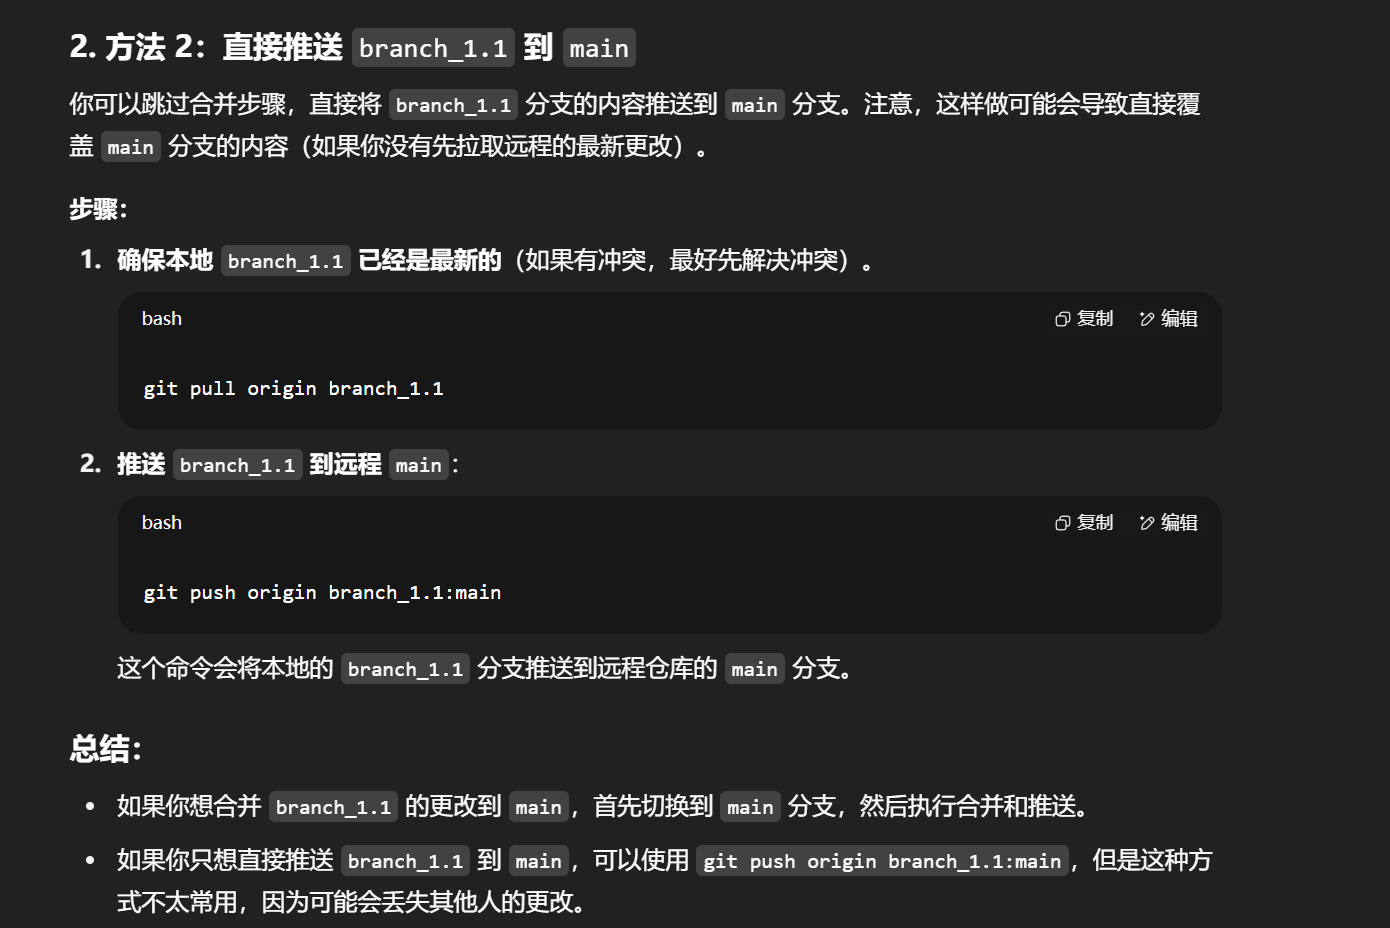 2. 方法 2：直接推送 branch_1.1 到 main
你可以跳过合并步骤，直接将 branch_1.1 分支的内容推送到 main 分支。注意，这样做可能会导致直接覆
盖 main 分支的内容（如果你没有先拉取远程的最新更改）。
步骤：
1. 确保本地 branch_1.1 已经是最新的（如果有冲突，最好先解决冲突）。
bash 复制 编辑
git pull origin branch_1.1
2. 推送 branch_1.1 到远程 main：
bash 复制 编辑
git push origin branch_1.1:main
这个命令会将本地的 branch_1.1 分支推送到远程仓库的 main 分支。
总结：
• 如果你想合并 branch_1.1 的更改到 main，首先切换到 main 分支，然后执行合并和推送。
• 如果你只想直接推送 branch_1.1 到 main，可以使用 git push origin branch_1.1:main，但是这种方
式不太常用，因为可能会丢失其他人的更改。